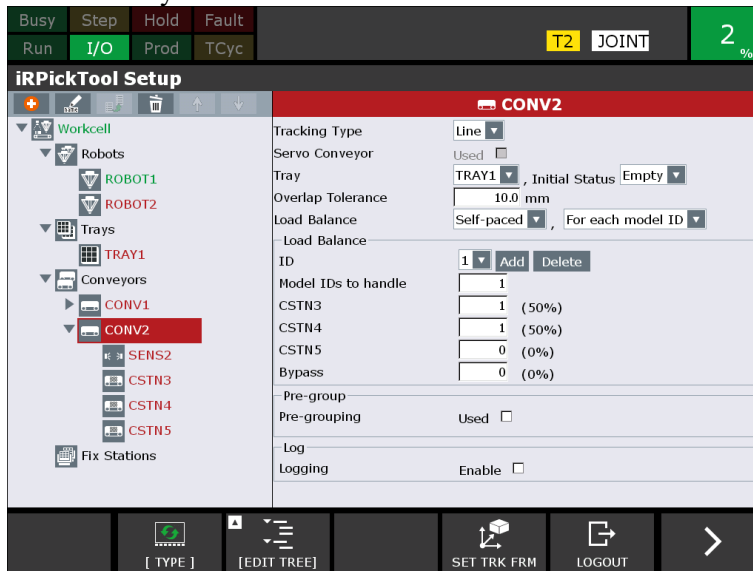 Busy Step Hold Fault
Run I/O Prod TCyc
T2 JOINT
2 %
iRPickTool Setup
CONV2
Workcell
Robots
ROBOT1
ROBOT2
Trays
TRAY1
Conveyors
CONV1
CONV2
SENS2
CSTN3
CSTN4
CSTN5
Fix Stations
Tracking Type Line
Servo Conveyor Used
Tray TRAY1 , Initial Status Empty
Overlap Tolerance 10.0 mm
Load Balance Self-paced , For each model ID
Load Balance
ID 1 Add Delete
Model IDs to handle 1
CSTN3 1 (50%)
CSTN4 1 (50%)
CSTN5 0 (0%)
Bypass 0 (0%)
Pre-group
Pre-grouping Used
Log
Logging Enable
[ TYPE ] [EDIT TREE] SET TRK FRM LOGOUT